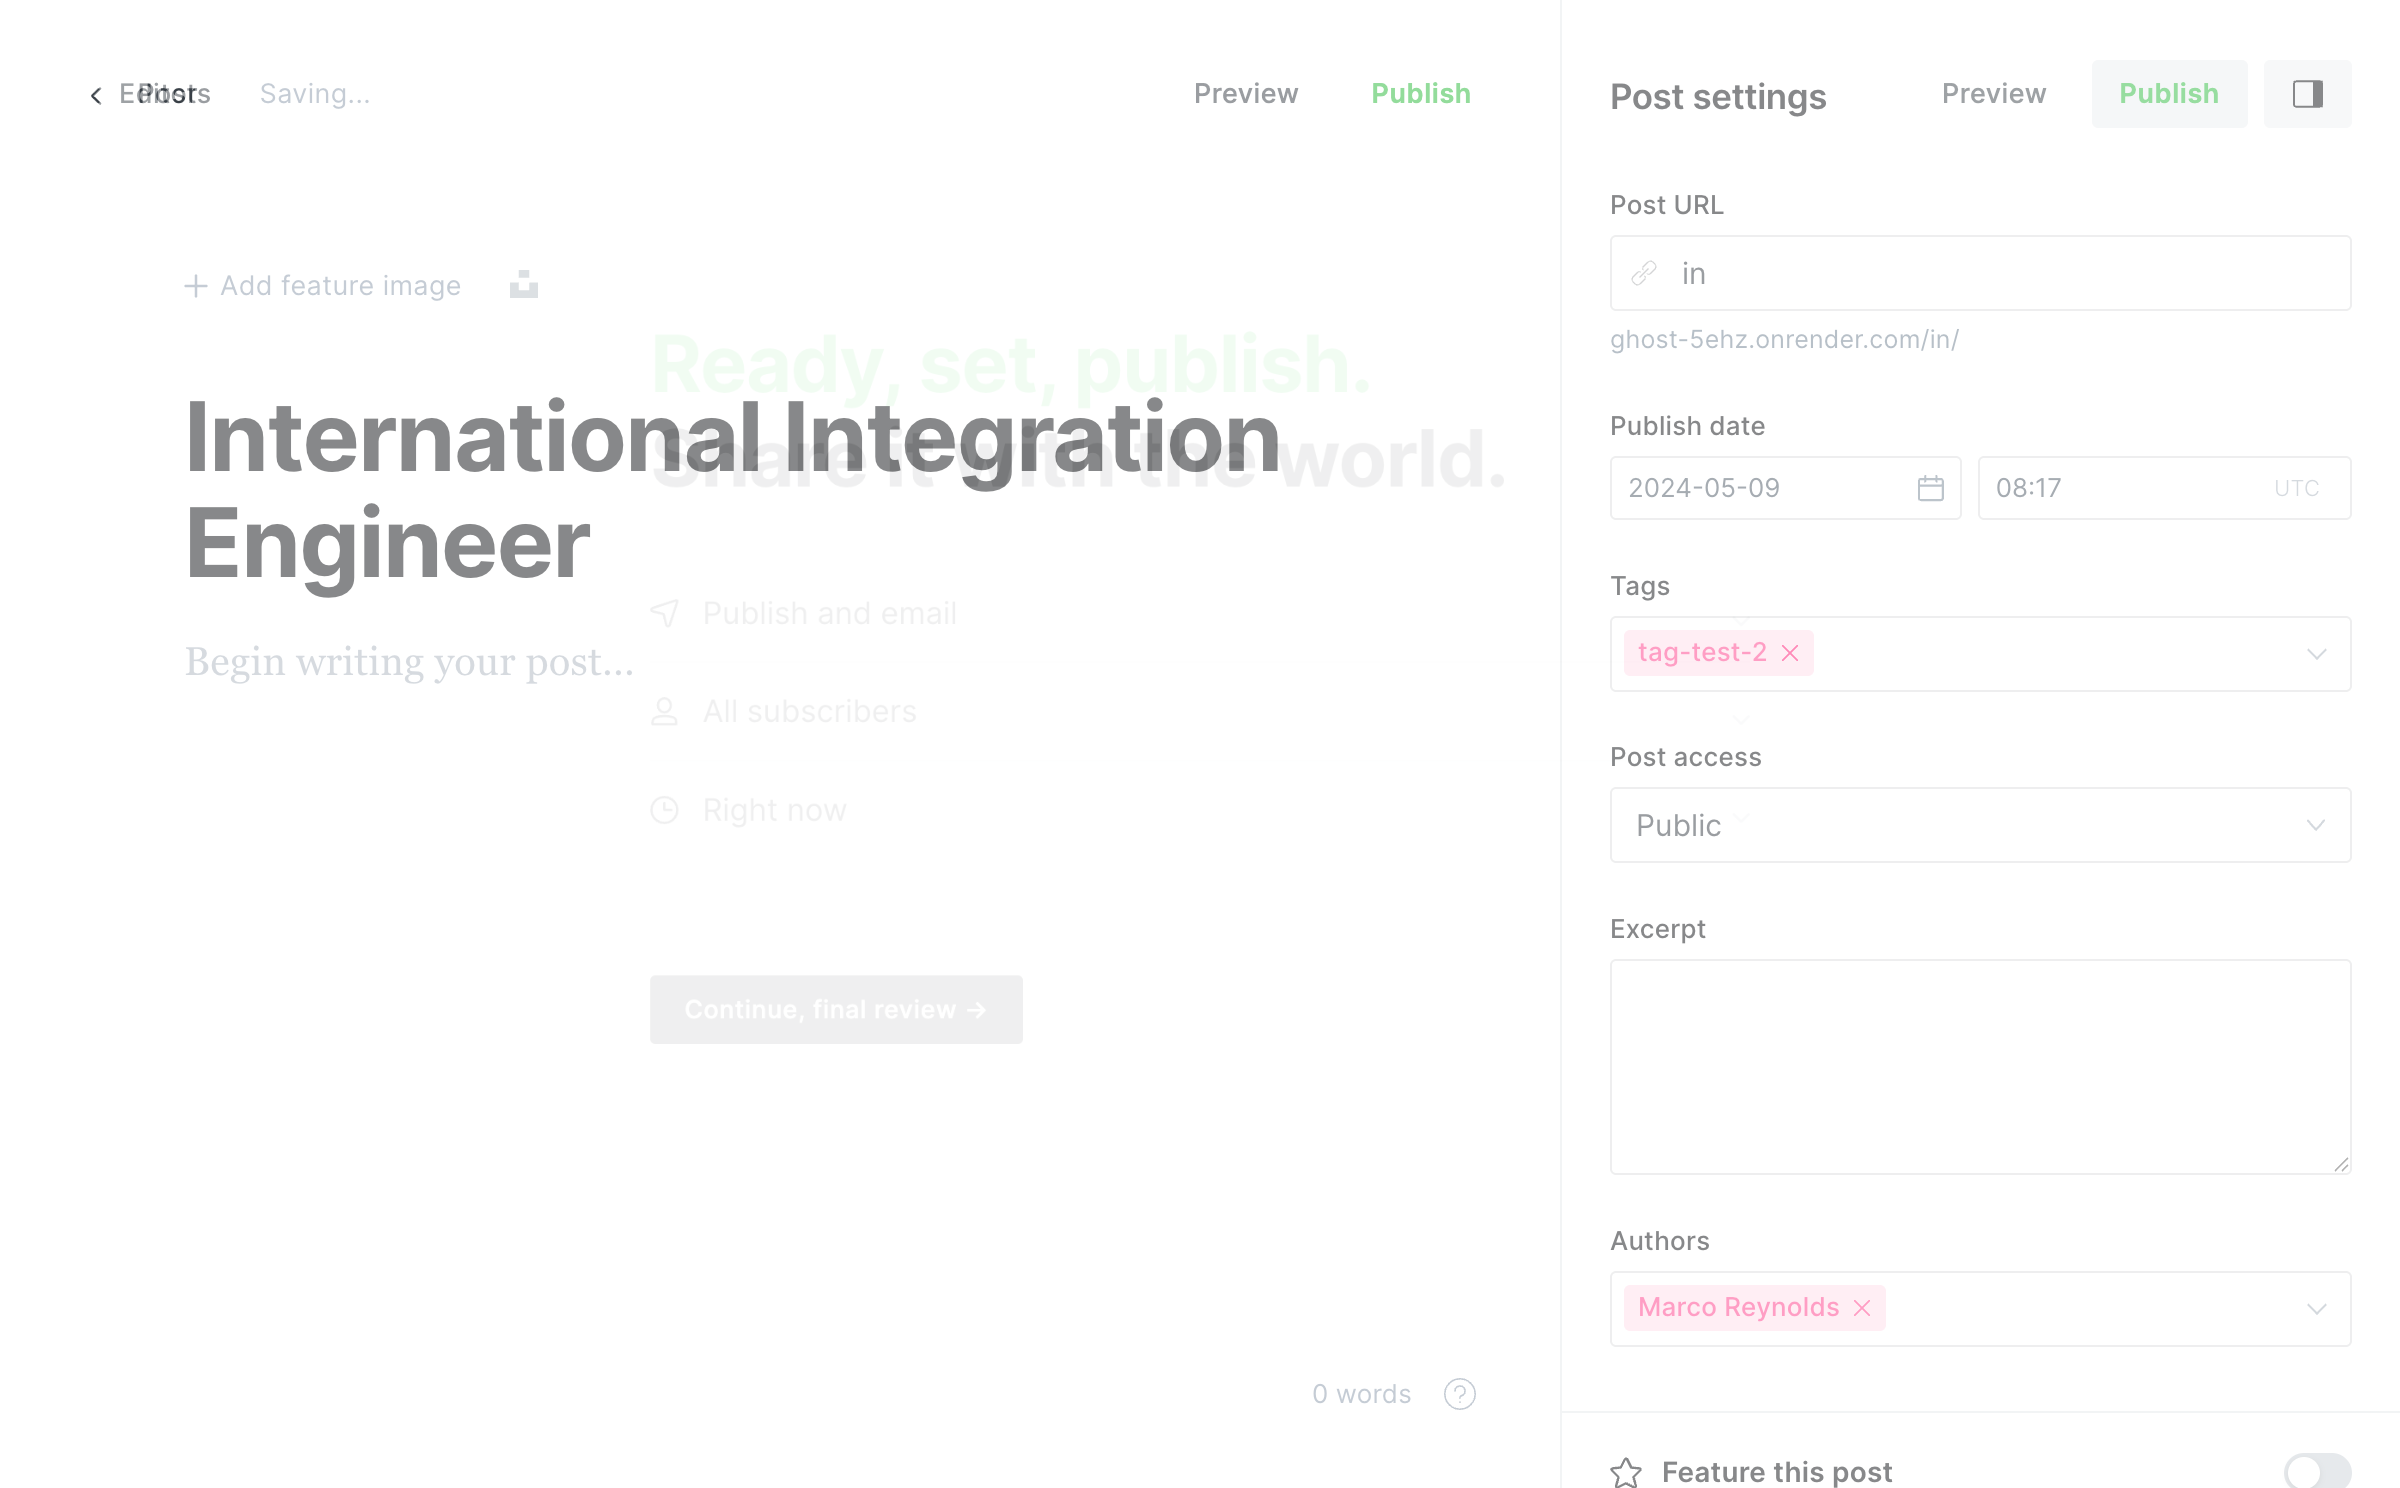 Editor
Posts
Saving...
Preview
Publish
Add feature image
Ready, set, publish.
Share it with the world.
International Integration
Engineer
Begin writing your post...
Publish and email
All subscribers
Right now
Continue, final review →
0 words
?
Post settings
Preview
Publish
Post URL
in
ghost-5ehz.onrender.com/in/
Publish date
2024-05-09
08:17
UTC
Tags
tag-test-2
Post access
Public
Excerpt
Authors
Marco Reynolds
Feature this post